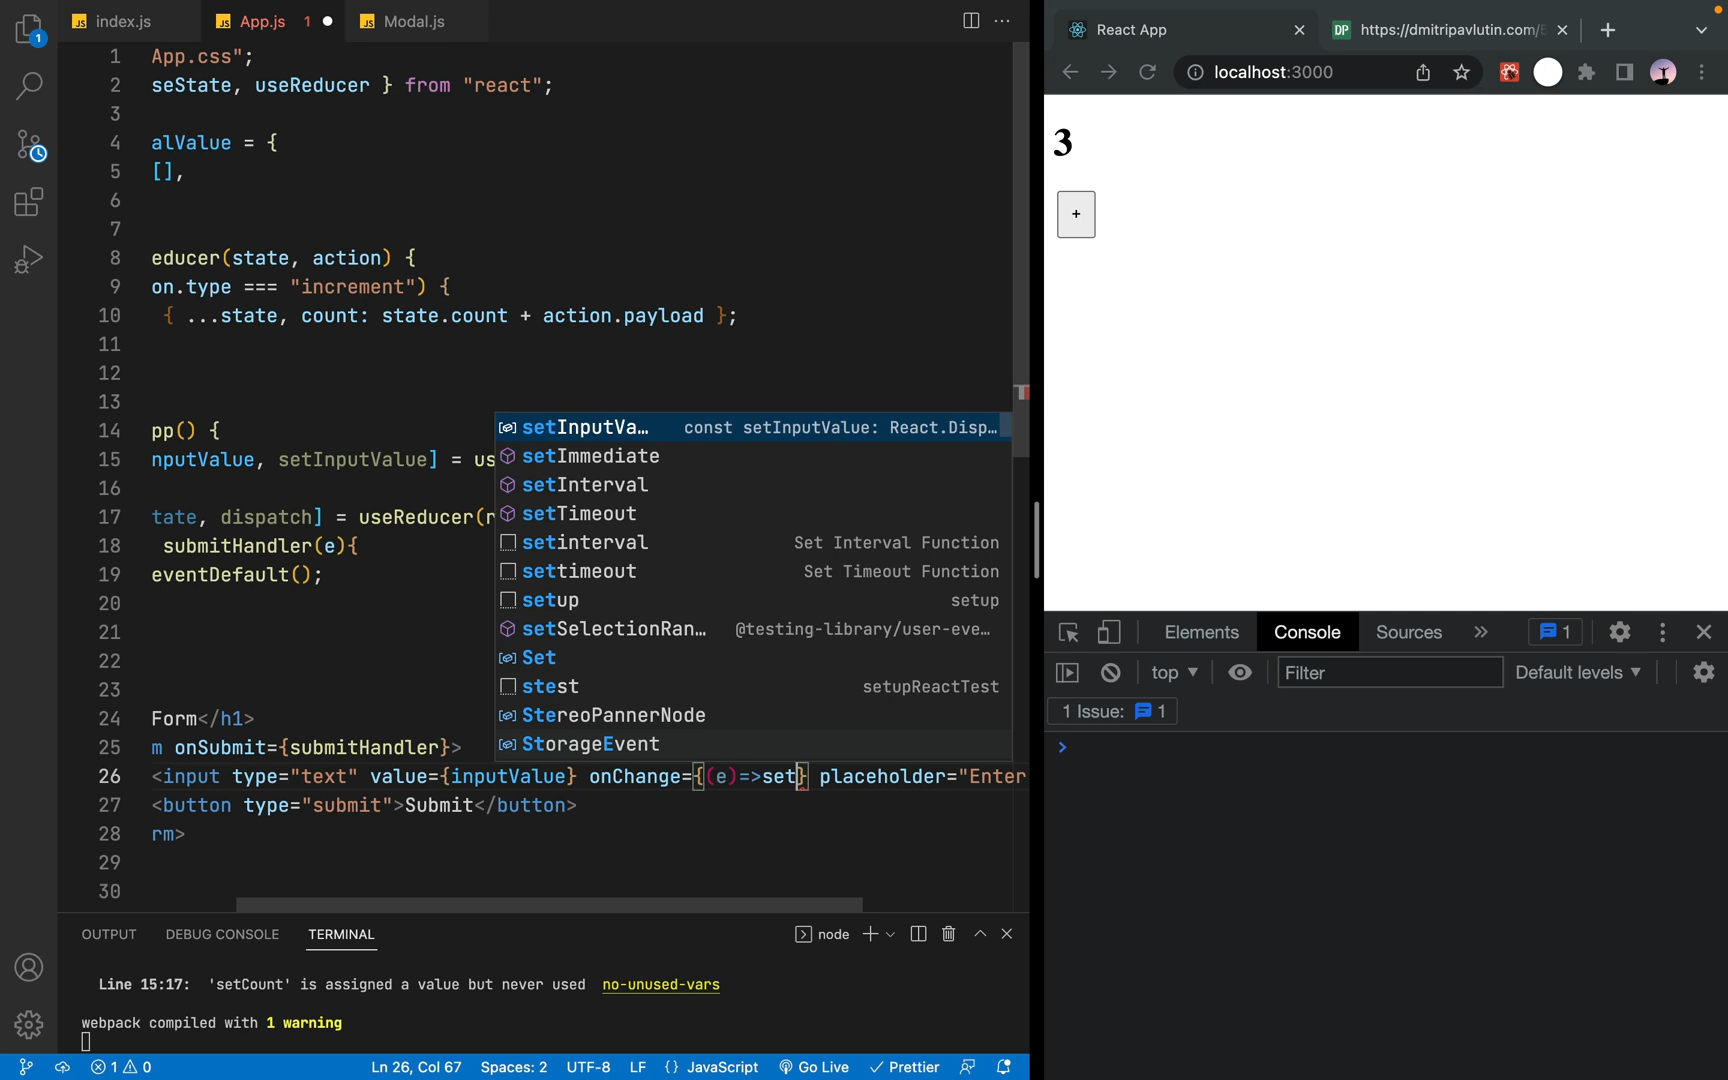 index.js
App.js 1
Modal.js
1 App.css";
2 seState, useReducer } from "react";
3
4 alValue = {
5 [],
6
7
8 educer(state, action) {
9 on.type === "increment") {
10 { ...state, count: state.count + action.payload };
11
12
13
14 pp() {
15 nputValue, setInputValue] = us
16
17 tate, dispatch] = useReducer(r
18 submitHandler(e){
19 eventDefault();
20
21
22
23
24 Form</h1>
25 m onSubmit={submitHandler}>
26 <input type="text" value={inputValue} onChange={(e)=>set} placeholder="Enter
27 <button type="submit">Submit</button>
28 rm>
29
30
setInputVa… const setInputValue: React.Disp…
setImmediate
setInterval
setTimeout
setinterval Set Interval Function
settimeout Set Timeout Function
setup setup
setSelectionRan… @testing-library/user-eve…
Set
stest setupReactTest
StereoPannerNode
StorageEvent
OUTPUT DEBUG CONSOLE TERMINAL
node
Line 15:17: 'setCount' is assigned a value but never used no-unused-vars
webpack compiled with 1 warning
1 0
Ln 26, Col 67 Spaces: 2 UTF-8 LF {} JavaScript Go Live Prettier
1
React App
DP https://dmitripavlutin.com/
localhost:3000
3
+
Elements Console Sources » 1
top Filter Default levels
1 Issue: 1